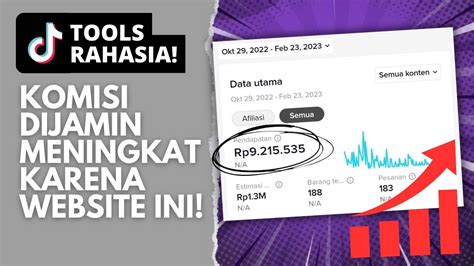 TOOLS
RAHASIA!
KOMISI
DIJAMIN
MENINGKAT
KARENA
WEBSITE INI!
Okt 29, 2022 - Feb 23, 2023
Data utama
Semua konten
Okt 29, 2022 - Feb 23, 2023
Afiliasi
Semua
Pendapatan
Rp9.215.535
N/A
Estimasi
Barang te...
Pesanan
Rp1.3M
188
183
N/A
N/A
N/A